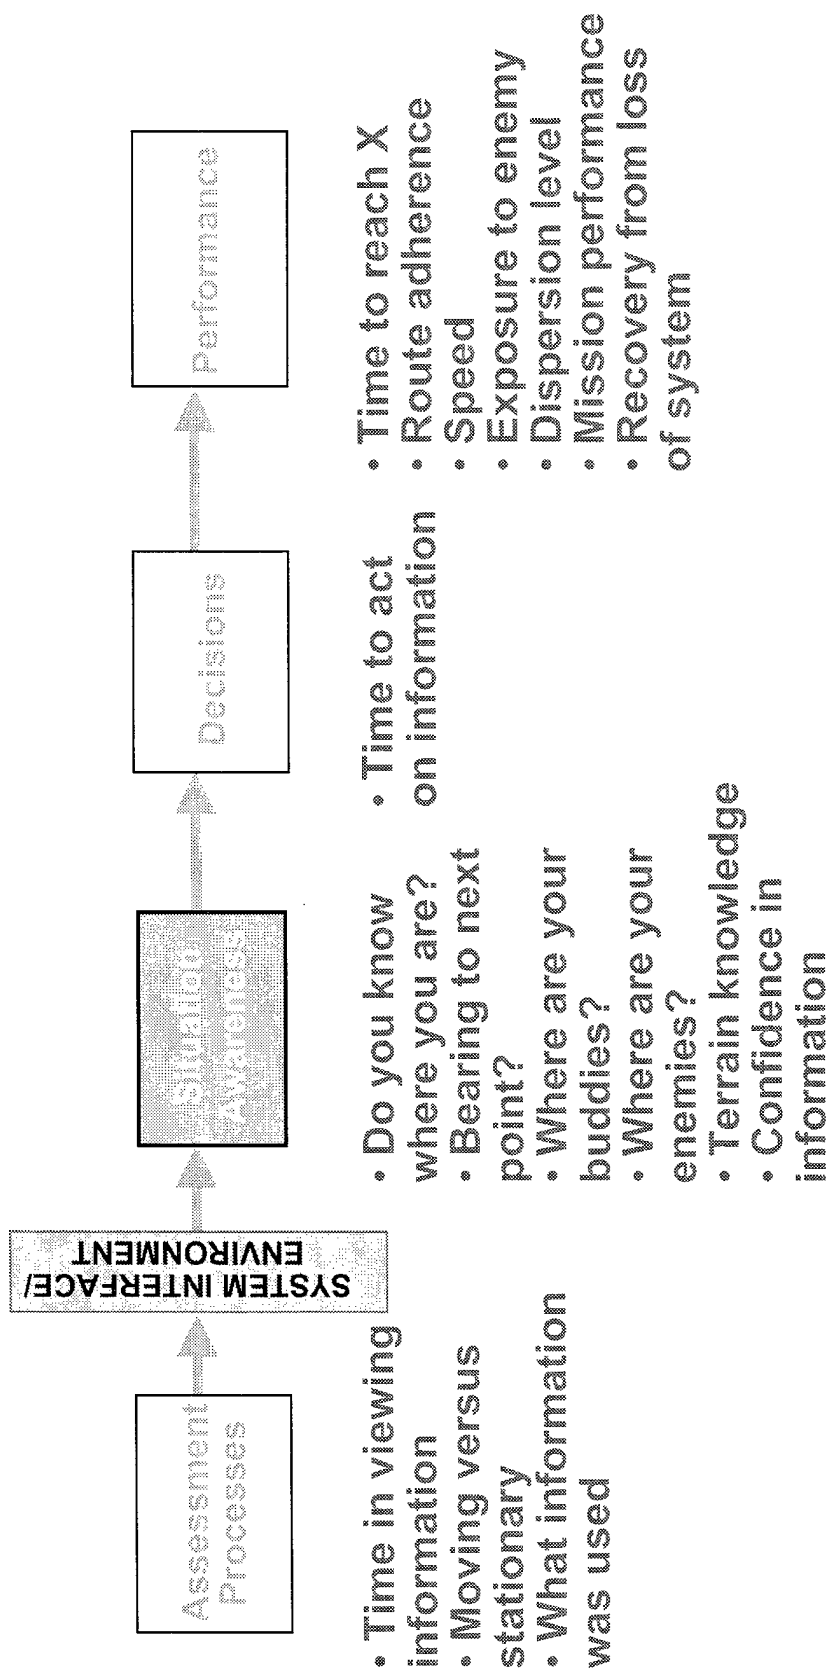 Assessment
Processes
SYSTEM INTERFACE/
ENVIRONMENT
Situation
Awareness
Decisions
Performance
• Time in viewing
information
• Moving versus
stationary
• What information
was used
• Do you know
where you are?
• Bearing to next
point?
• Where are your
buddies?
• Where are your
enemies?
• Terrain knowledge
• Confidence in
information
• Time to act
on information
• Time to reach X
• Route adherence
• Speed
• Exposure to enemy
• Dispersion level
• Mission performance
• Recovery from loss
of system